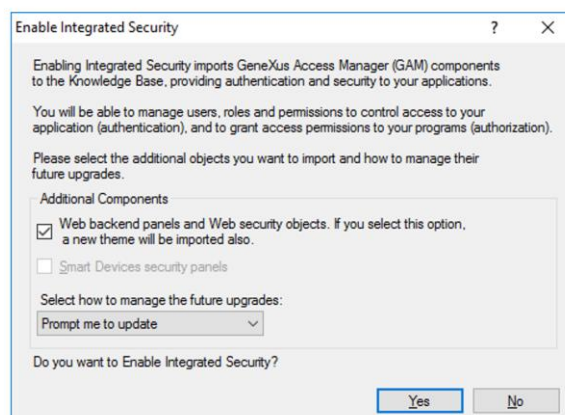 Enable Integrated Security
Enabling Integrated Security imports GeneXus Access Manager (GAM) components
to the Knowledge Base, providing authentication and security to your applications.
You will be able to manage users, roles and permissions to control access to your
application (authentication), and to grant access permissions to your programs (authorization).
Please select the additional objects you want to import and how to manage their
future upgrades.
Additional Components
Web backend panels and Web security objects. If you select this option,
a new theme will be imported also.
Smart Devices security panels
Select how to manage the future upgrades:
Prompt me to update
Do you want to Enable Integrated Security?
Yes
No